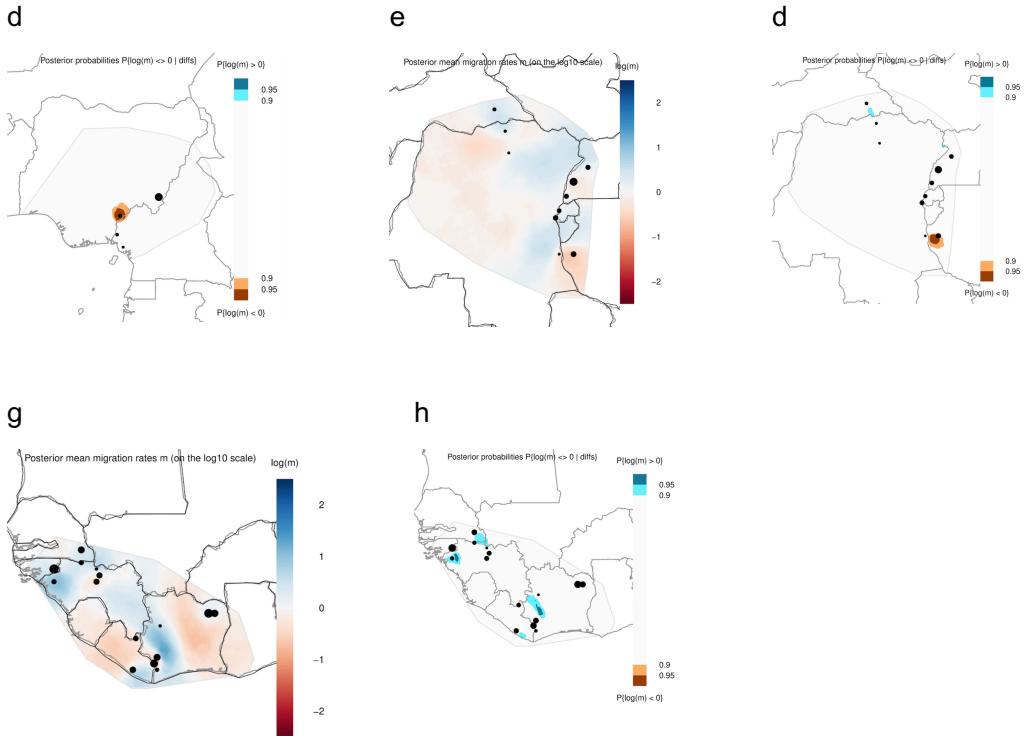 d
e
d
Posterior probabilities P{log(m) <> 0 | diffs}
P{log(m) > 0}
0.95
0.9
0.9
0.95
P{log(m) < 0}
Posterior mean migration rates m (on the log10 scale)
log(m)
2
1
0
−1
−2
Posterior probabilities P{log(m) <> 0 | diffs}
P{log(m) > 0}
0.95
0.9
0.9
0.95
P{log(m) < 0}
g
h
Posterior mean migration rates m (on the log10 scale)
log(m)
2
1
0
−1
−2
Posterior probabilities P{log(m) <> 0 | diffs}
P{log(m) > 0}
0.95
0.9
0.9
0.95
P{log(m) < 0}